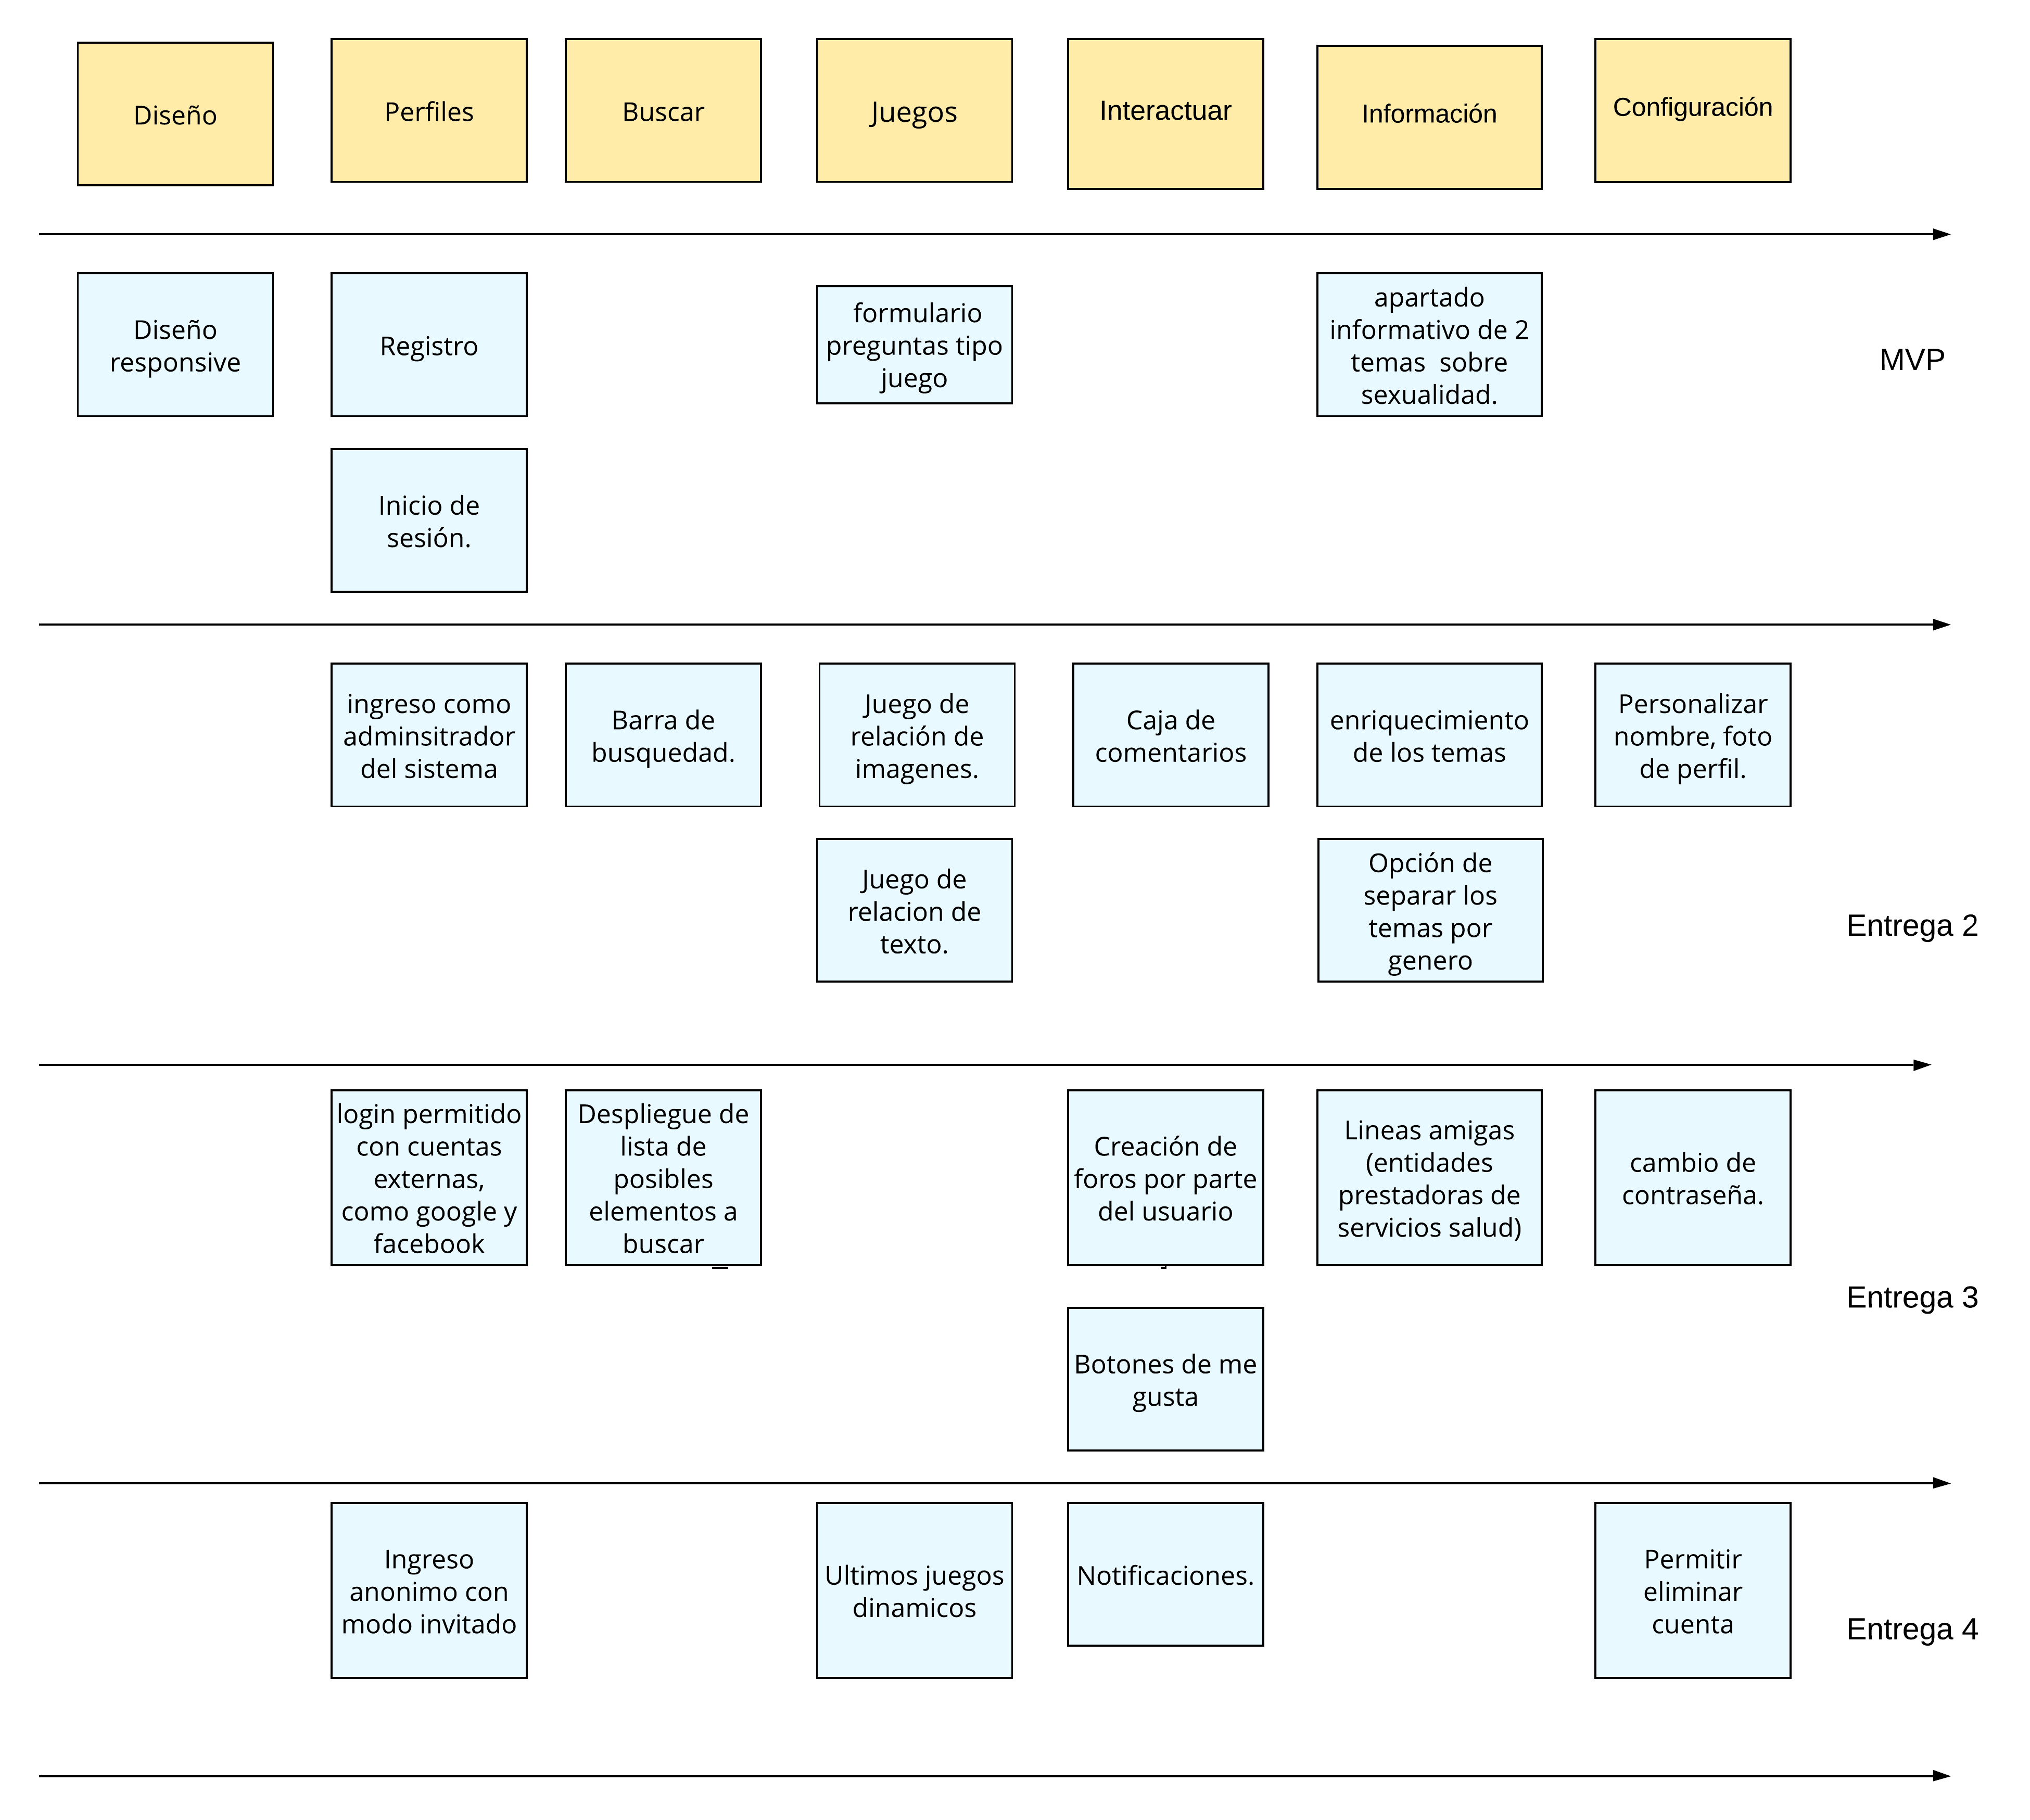 Diseño
Perfiles
Buscar
Juegos
Interactuar
Información
Configuración
Diseño
responsive
Registro
formulario
preguntas tipo
juego
apartado
informativo de 2
temas  sobre
sexualidad.
MVP
Inicio de
sesión.
ingreso como
adminsitrador
del sistema
Barra de
busquedad.
Juego de
relación de
imagenes.
Caja de
comentarios
enriquecimiento
de los temas
Personalizar
nombre, foto
de perfil.
Juego de
relacion de
texto.
Opción de
separar los
temas por
genero
Entrega 2
login permitido
con cuentas
externas,
como google y
facebook
Despliegue de
lista de
posibles
elementos a
buscar
Creación de
foros por parte
del usuario
Lineas amigas
(entidades
prestadoras de
servicios salud)
cambio de
contraseña.
Entrega 3
Botones de me
gusta
Ingreso
anonimo con
modo invitado
Ultimos juegos
dinamicos
Notificaciones.
Permitir
eliminar
cuenta
Entrega 4